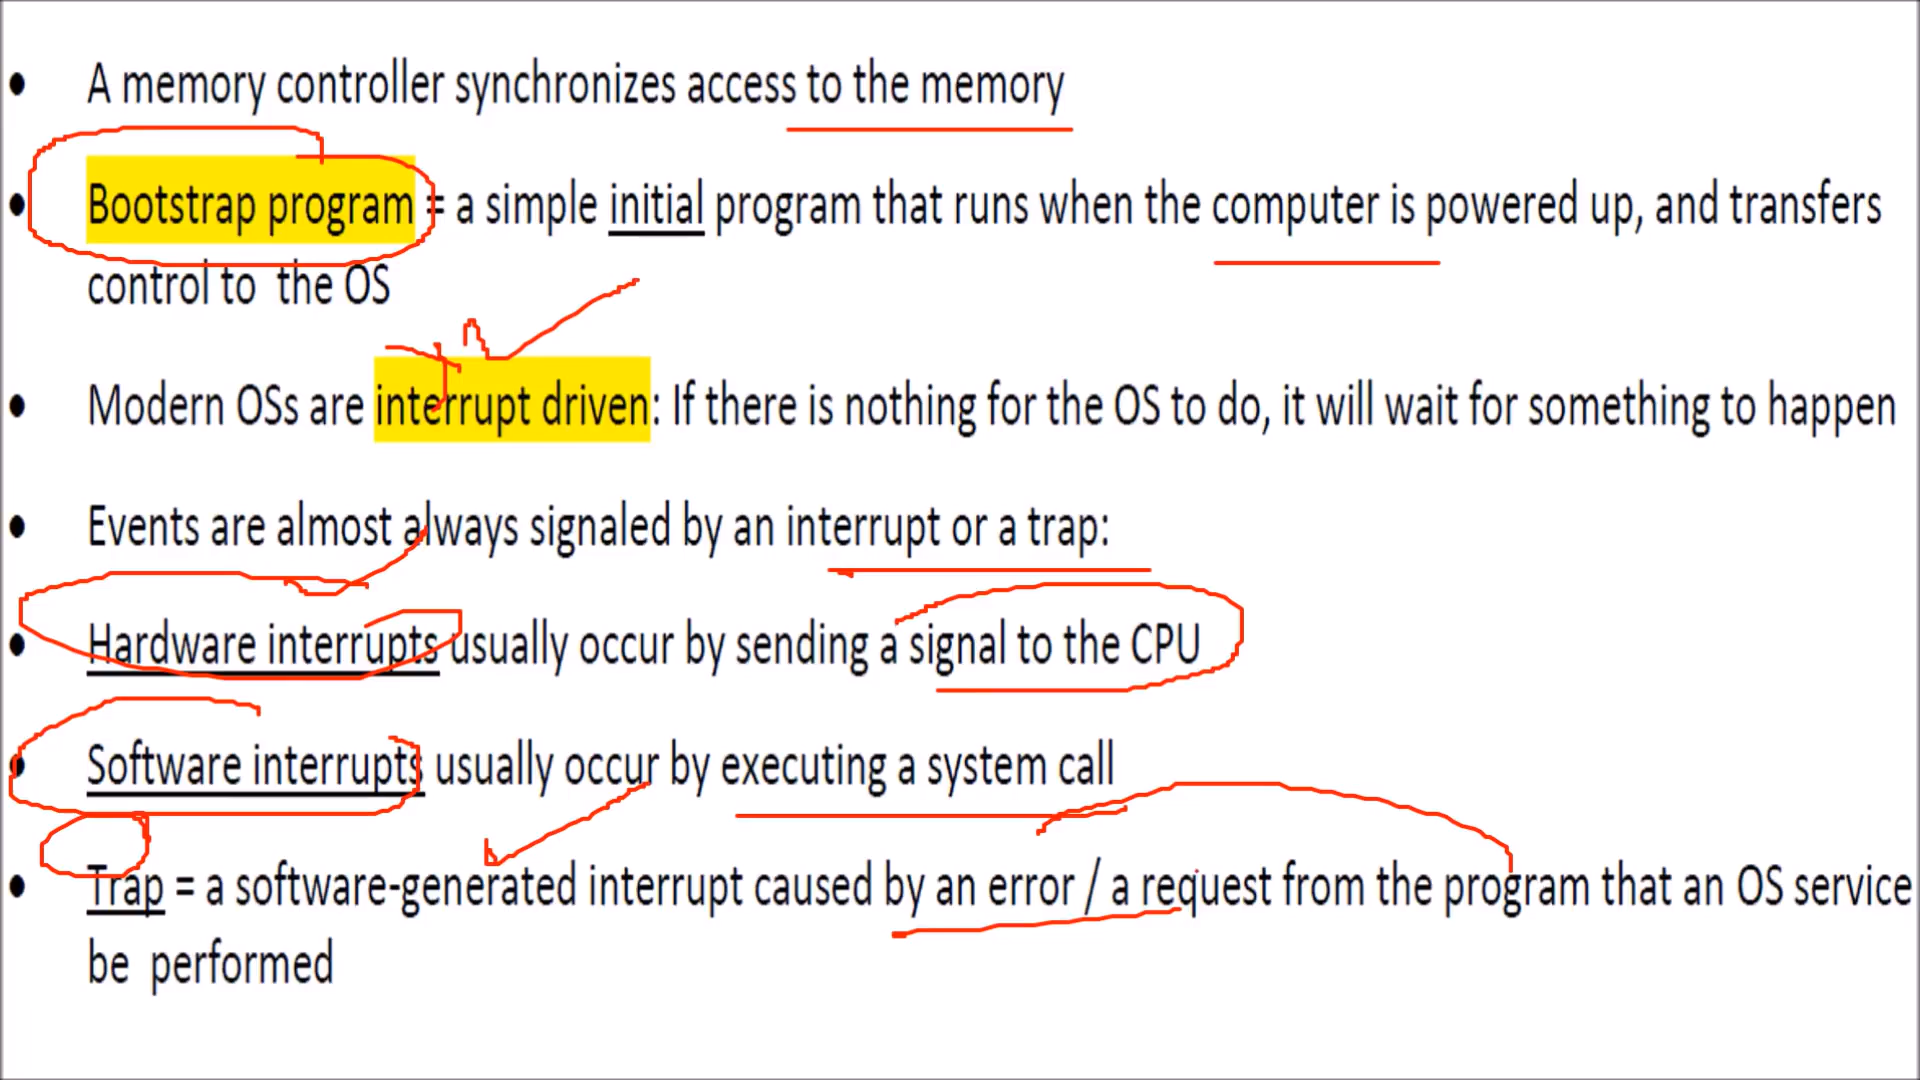 • A memory controller synchronizes access to the memory
• Bootstrap program = a simple initial program that runs when the computer is powered up, and transfers
control to the OS
• Modern OSs are interrupt driven: If there is nothing for the OS to do, it will wait for something to happen
• Events are almost always signaled by an interrupt or a trap:
• Hardware interrupts usually occur by sending a signal to the CPU
• Software interrupts usually occur by executing a system call
• Trap = a software-generated interrupt caused by an error / a request from the program that an OS service
be performed